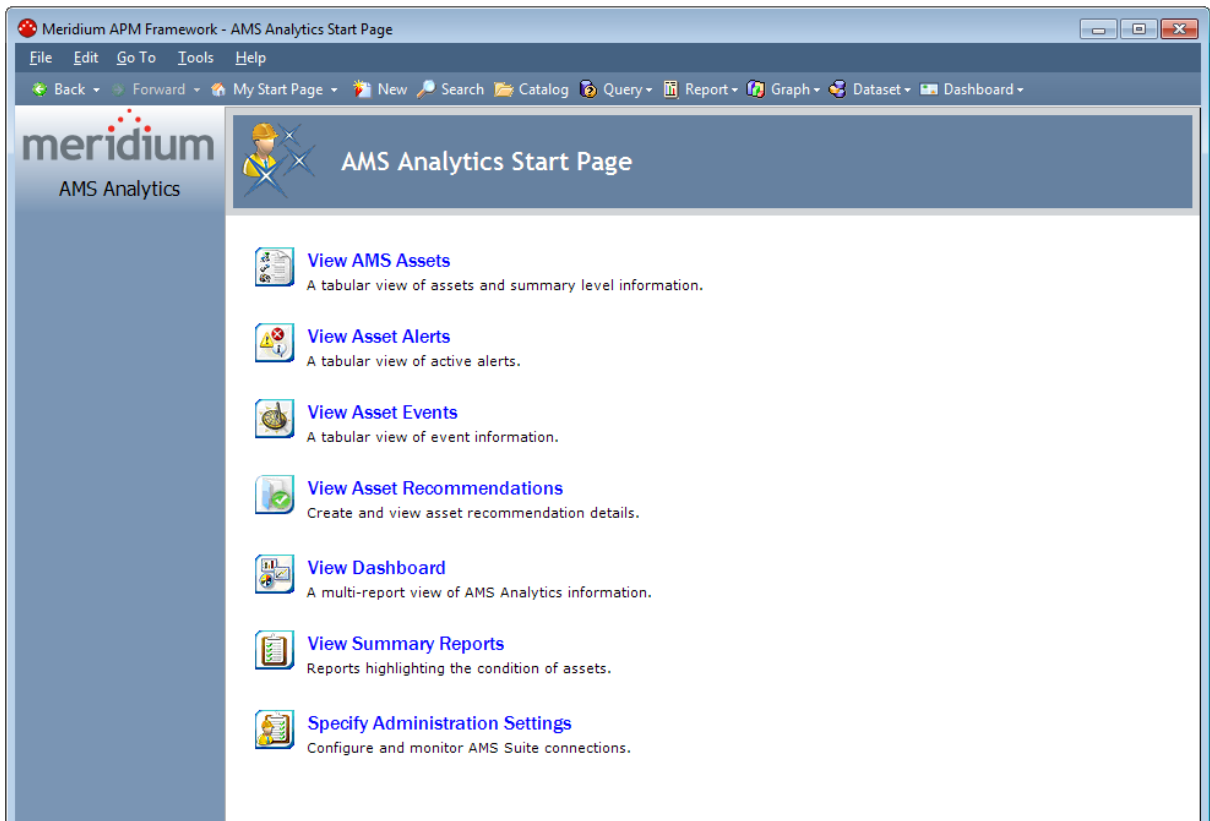 Meridium APM Framework - AMS Analytics Start Page
File Edit Go To Tools Help
Back Forward My Start Page New Search Catalog Query Report Graph Dataset Dashboard
meridium
AMS Analytics
AMS Analytics Start Page
View AMS Assets
A tabular view of assets and summary level information.
View Asset Alerts
A tabular view of active alerts.
View Asset Events
A tabular view of event information.
View Asset Recommendations
Create and view asset recommendation details.
View Dashboard
A multi-report view of AMS Analytics information.
View Summary Reports
Reports highlighting the condition of assets.
Specify Administration Settings
Configure and monitor AMS Suite connections.